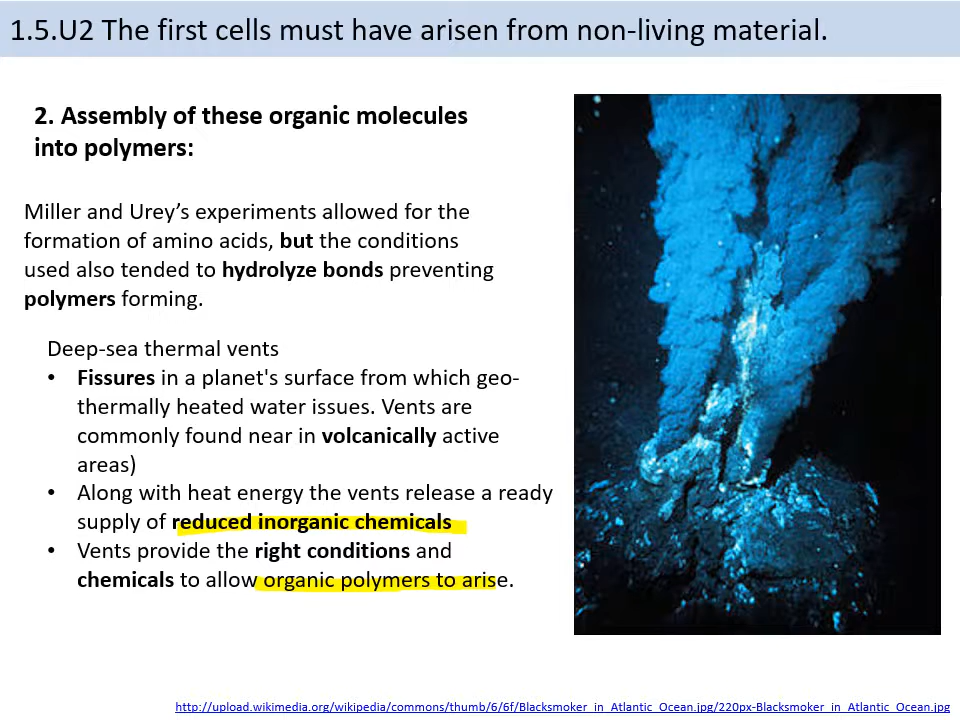 1.5.U2 The first cells must have arisen from non-living material.
2. Assembly of these organic molecules
into polymers:
Miller and Urey’s experiments allowed for the
formation of amino acids, but the conditions
used also tended to hydrolyze bonds preventing
polymers forming.
Deep-sea thermal vents
• Fissures in a planet's surface from which geo-
thermally heated water issues. Vents are
commonly found near in volcanically active
areas)
• Along with heat energy the vents release a ready
supply of reduced inorganic chemicals
• Vents provide the right conditions and
chemicals to allow organic polymers to arise.
http://upload.wikimedia.org/wikipedia/commons/thumb/6/6f/Blacksmoker_in_Atlantic_Ocean.jpg/220px-Blacksmoker_in_Atlantic_Ocean.jpg